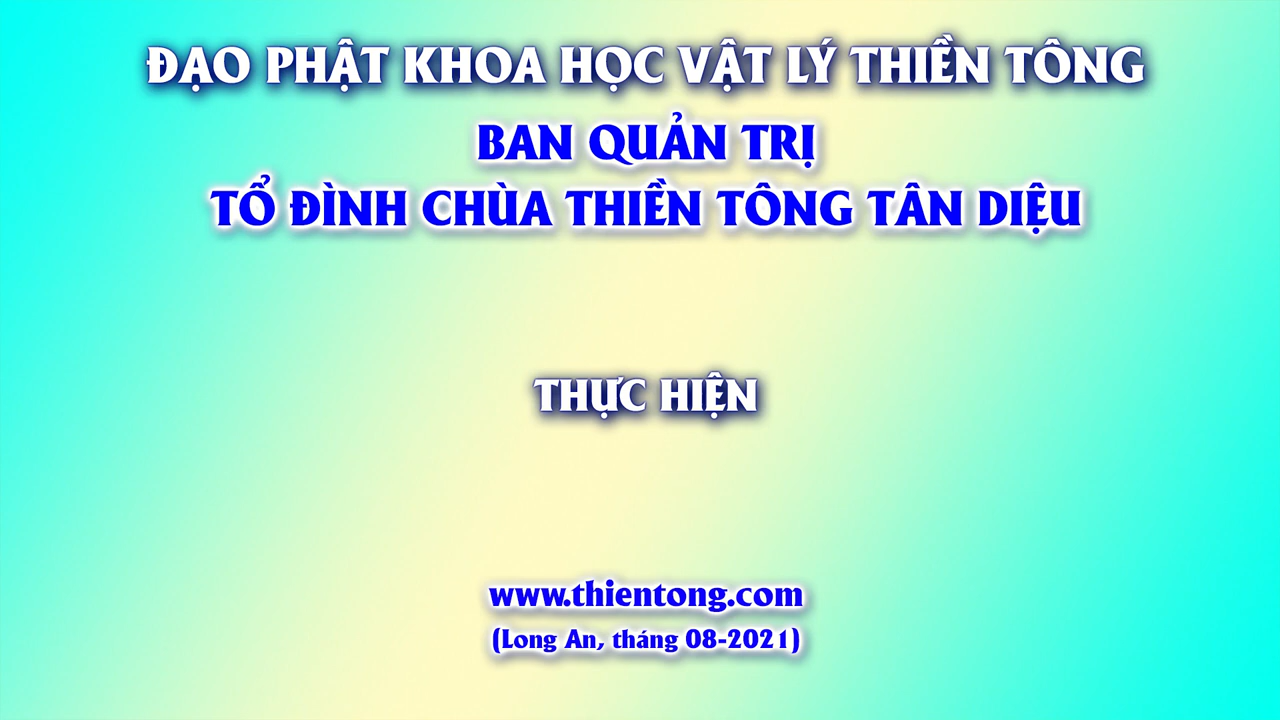 ĐẠO PHẬT KHOA HỌC VẬT LÝ THIỀN TÔNG
BAN QUẢN TRỊ
TỔ ĐÌNH CHÙA THIỀN TÔNG TÂN DIỆU
THỰC HIỆN
www.thientong.com
(Long An, tháng 08-2021)